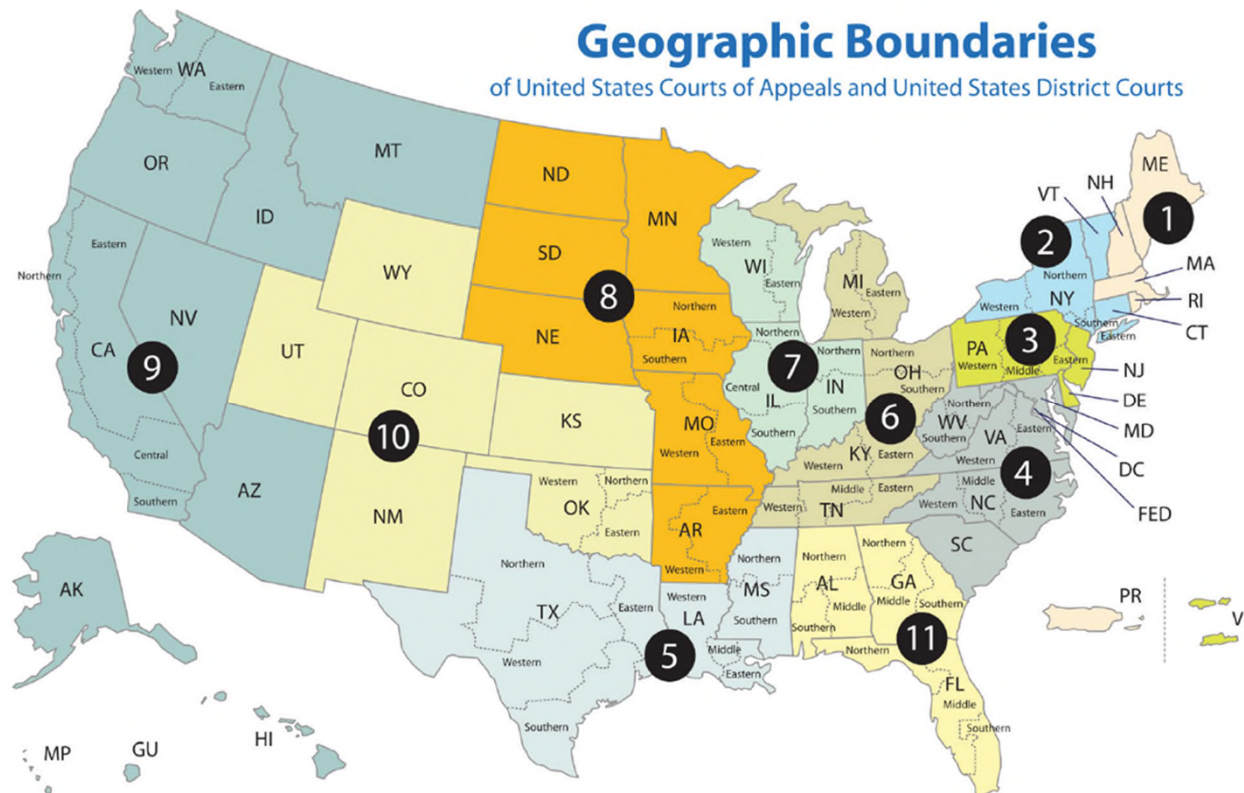 Geographic Boundaries
of United States Courts of Appeals and United States District Courts
WA
Western
Eastern
MT
OR
ID
ND
MN
SD
8
NE
WY
Northern
IA
Southern
Western
WI
Eastern
MI
Eastern
Western
ME
NH
VT
1
2
Northern
Western
NY
Southern
Eastern
MA
RI
CT
3
PA
Western
Middle
Eastern
NJ
DE
MD
DC
FED
Eastern
Northern
NV
CA
9
Central
Southern
UT
CO
10
KS
AZ
NM
Western
Northern
OK
Eastern
MO
Western
Eastern
AR
Eastern
Western
7
Northern
Central
IL
Southern
Northern
IN
Southern
Northern
OH
Southern
6
KY
Western
Eastern
Western
Middle
TN
Eastern
Northern
WV
Southern
Eastern
VA
Western
4
Middle
Western
NC
Eastern
SC
Northern
TX
Eastern
Western
Southern
Western
LA
5
Middle
Eastern
Northern
MS
Southern
Northern
AL
Middle
Southern
Northern
GA
Middle
Southern
11
Northern
FL
Middle
Southern
AK
MP
GU
HI
PR
V